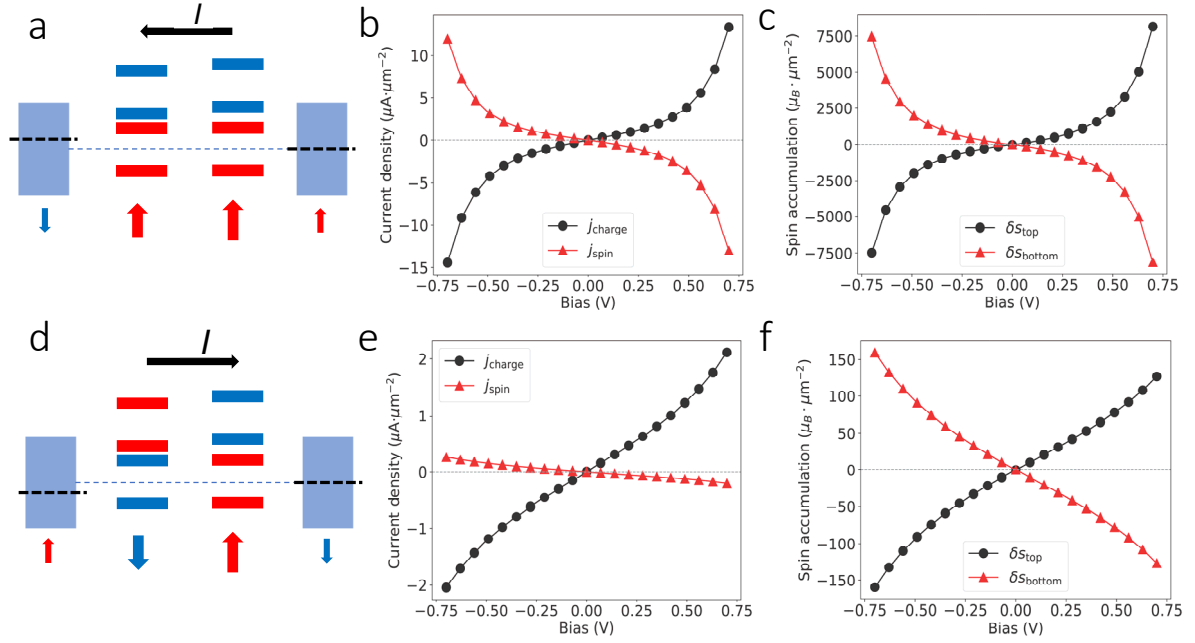 a
I
b
Current density (μA·μm⁻²)
10
5
0
−5
−10
−15
j_charge
j_spin
−0.75 −0.50 −0.25 0.00 0.25 0.50 0.75
Bias (V)
c
Spin accumulation (μ_B · μm⁻²)
7500
5000
2500
0
−2500
−5000
−7500
δs_top
δs_bottom
−0.75 −0.50 −0.25 0.00 0.25 0.50 0.75
Bias (V)
d
I
e
Current density (μA·μm⁻²)
2
1
0
−1
−2
j_charge
j_spin
−0.75 −0.50 −0.25 0.00 0.25 0.50 0.75
Bias (V)
f
Spin accumulation (μ_B · μm⁻²)
150
100
50
0
−50
−100
−150
δs_top
δs_bottom
−0.75 −0.50 −0.25 0.00 0.25 0.50 0.75
Bias (V)